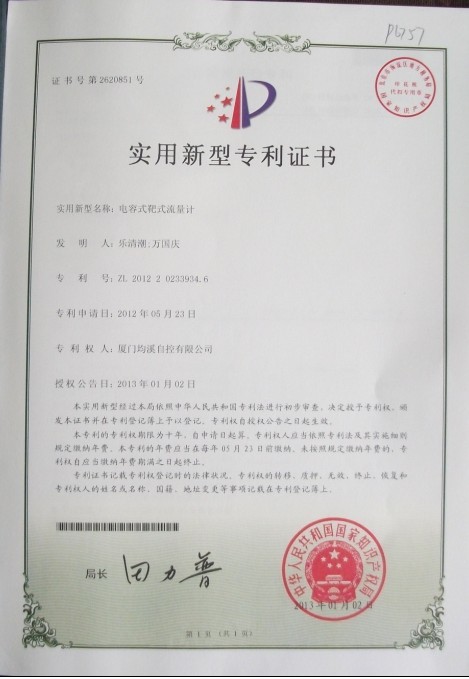 PG757
证书号第2620851号
实用新型专利证书
实用新型名称：电容式靶式流量计
发明人：乐清潮;万国庆
专利号：ZL 2012 2 0233934.6
专利申请日：2012年05月23日
专利权人：厦门均溪自控有限公司
授权公告日：2013年01月02日
本实用新型经过本局依照中华人民共和国专利法进行初步审查，决定授予专利权，颁
发本证书并在专利登记簿上予以登记。专利权自授权公告之日起生效。
本专利的专利权期限为十年，自申请日起算。专利权人应当依照专利法及其实施细则
规定缴纳年费。本专利的年费应当在每年05月23日前缴纳。未按照规定缴纳年费的，专
利权自应当缴纳年费期满之日起终止。
专利证书记载专利权登记时的法律状况。专利权的转移、质押、无效、终止、恢复和
专利权人的姓名或名称、国籍、地址变更等事项记载在专利登记簿上。
局长
田力普
中华人民共和国国家知识产权局
2013年01月02日
第1页（共1页）